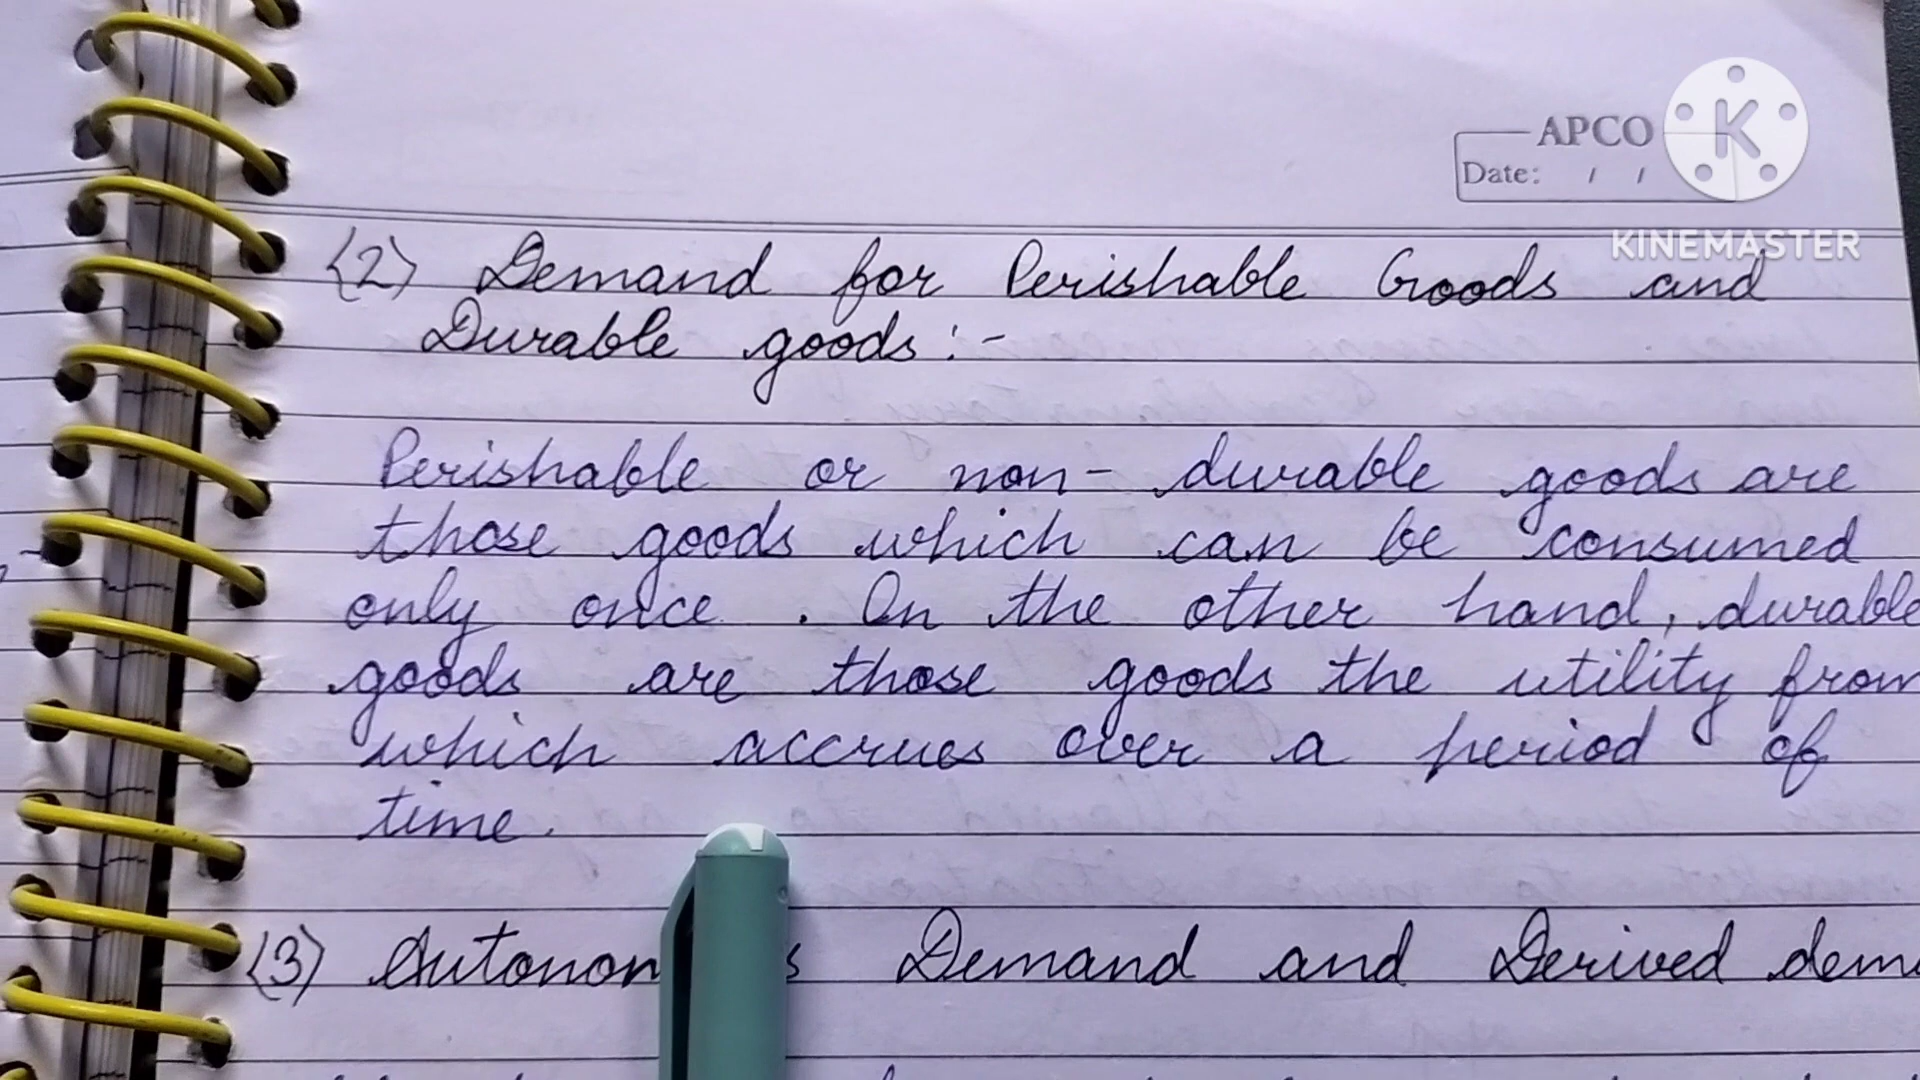 APCO
Date: / /
KINEMASTER
(2) Demand for Perishable Goods and
Durable goods :-
Perishable or non- durable goods are
those goods which can be consumed
only once . On the other hand, durable
goods are those goods the utility from
which accrues over a period of
time.
(3) Demand and Derived